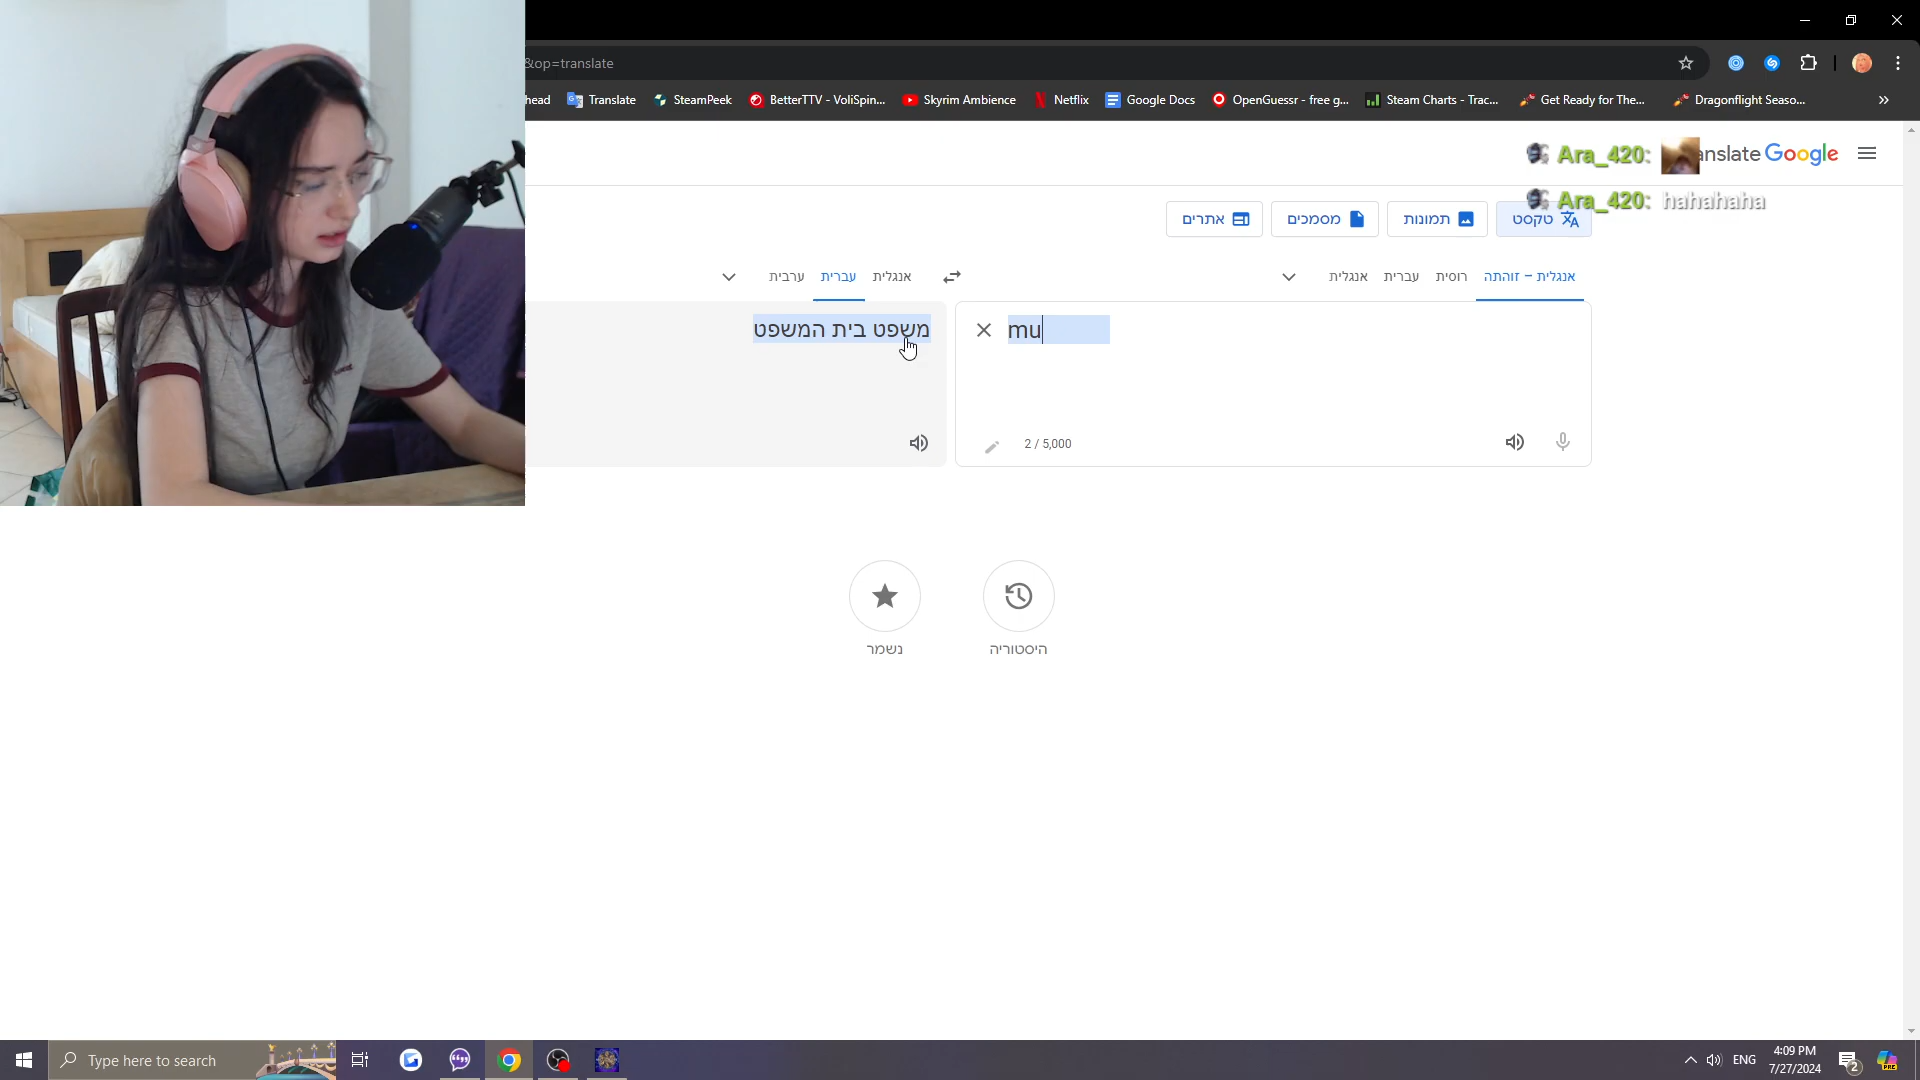 &op=translate
head
Translate
SteamPeek
BetterTTV - VoliSpin...
Skyrim Ambience
Netflix
Google Docs
OpenGuessr - free g...
Steam Charts - Trac...
Get Ready for The...
Dragonflight Seaso...
»
Ara_420:
anslate Google
Ara_420: hahahaha
טקסט
תמונות
מסמכים
אתרים
אנגלית – זוהתה
רוסית
עברית
אנגלית
אנגלית
עברית
ערבית
mu
משפט בית המשפט
2 / 5,000
היסטוריה
נשמר
Type here to search
ENG
4:09 PM
7/27/2024
2
PRE